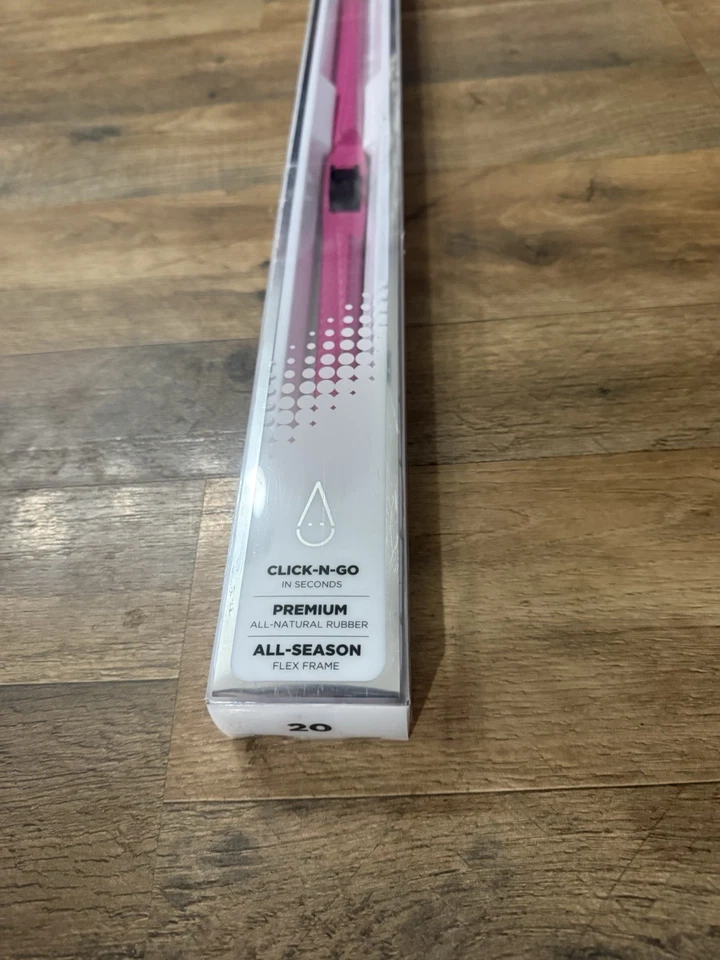 CLICK-N-GO
IN SECONDS
PREMIUM
ALL-NATURAL RUBBER
ALL-SEASON
FLEX FRAME
20